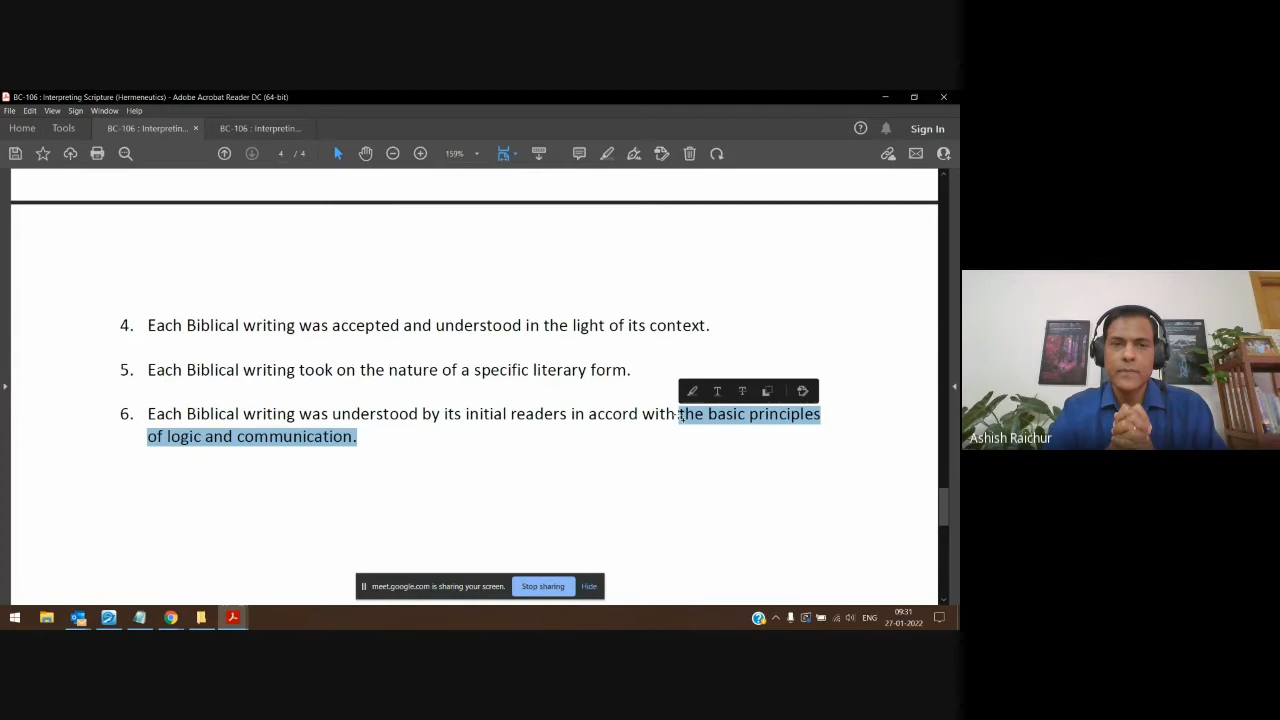 BC-106 : Interpreting Scripture (Hermeneutics) - Adobe Acrobat Reader DC (64-bit)
File Edit View Sign Window Help
Home Tools BC-106 : Interpretin... × BC-106 : Interpretin... Sign In
4 / 4 159%
4. Each Biblical writing was accepted and understood in the light of its context.
5. Each Biblical writing took on the nature of a specific literary form.
6. Each Biblical writing was understood by its initial readers in accord with the basic principles
of logic and communication.
Ashish Raichur
meet.google.com is sharing your screen. Stop sharing Hide
ENG
09:31
27-01-2022